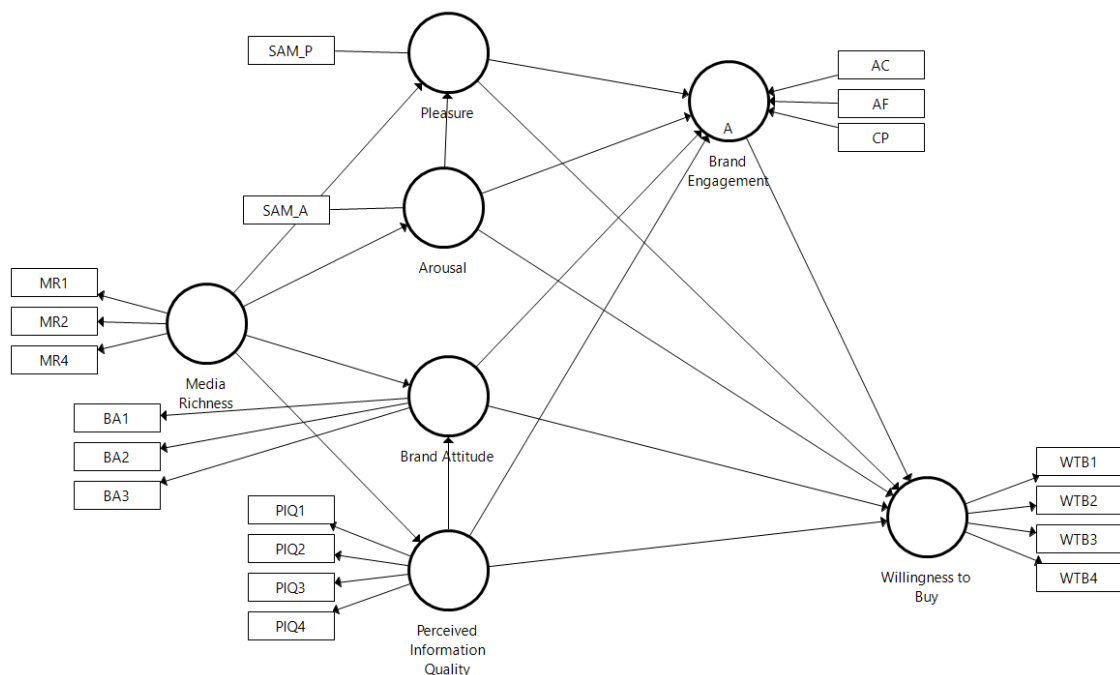 SAM_P
Pleasure
AC
AF
CP
A
Brand
Engagement
SAM_A
Arousal
MR1
MR2
MR4
Media
Richness
BA1
BA2
BA3
Brand Attitude
PIQ1
PIQ2
PIQ3
PIQ4
Perceived
Information
Quality
WTB1
WTB2
WTB3
WTB4
Willingness to
Buy